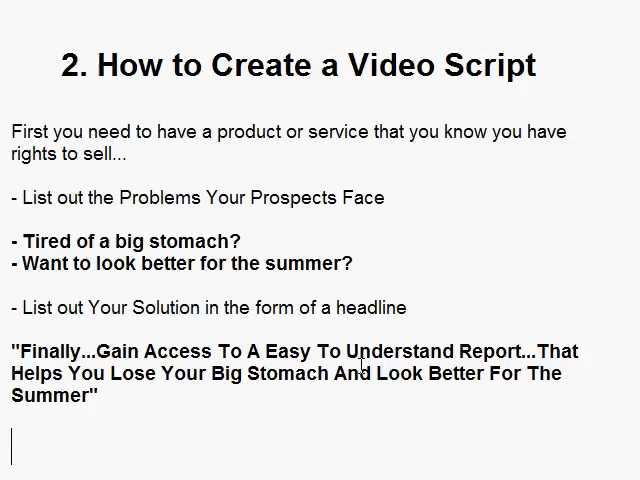 2. How to Create a Video Script
First you need to have a product or service that you know you have
rights to sell...
- List out the Problems Your Prospects Face
- Tired of a big stomach?
- Want to look better for the summer?
- List out Your Solution in the form of a headline
"Finally...Gain Access To A Easy To Understand Report...That
Helps You Lose Your Big Stomach And Look Better For The
Summer"